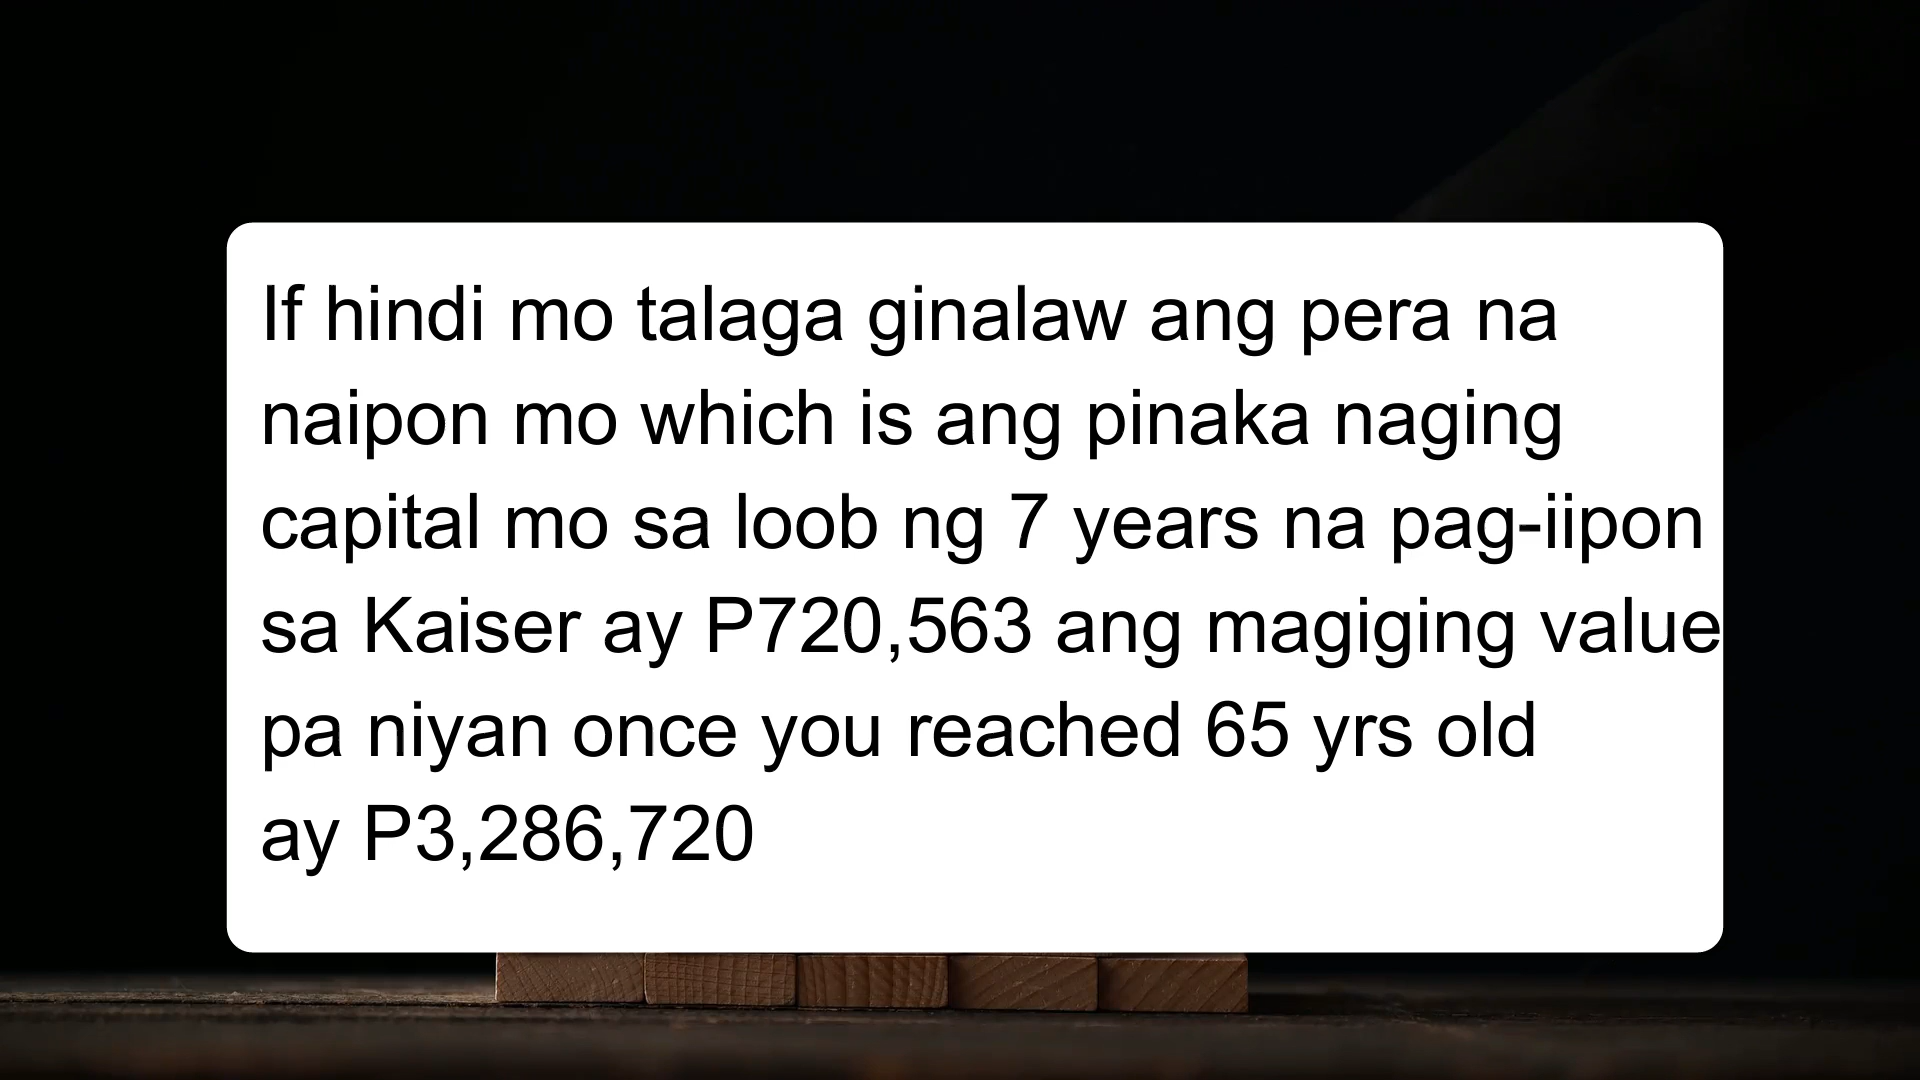 If hindi mo talaga ginalaw ang pera na
naipon mo which is ang pinaka naging
capital mo sa loob ng 7 years na pag-iipon
sa Kaiser ay P720,563 ang magiging value
pa niyan once you reached 65 yrs old
ay P3,286,720